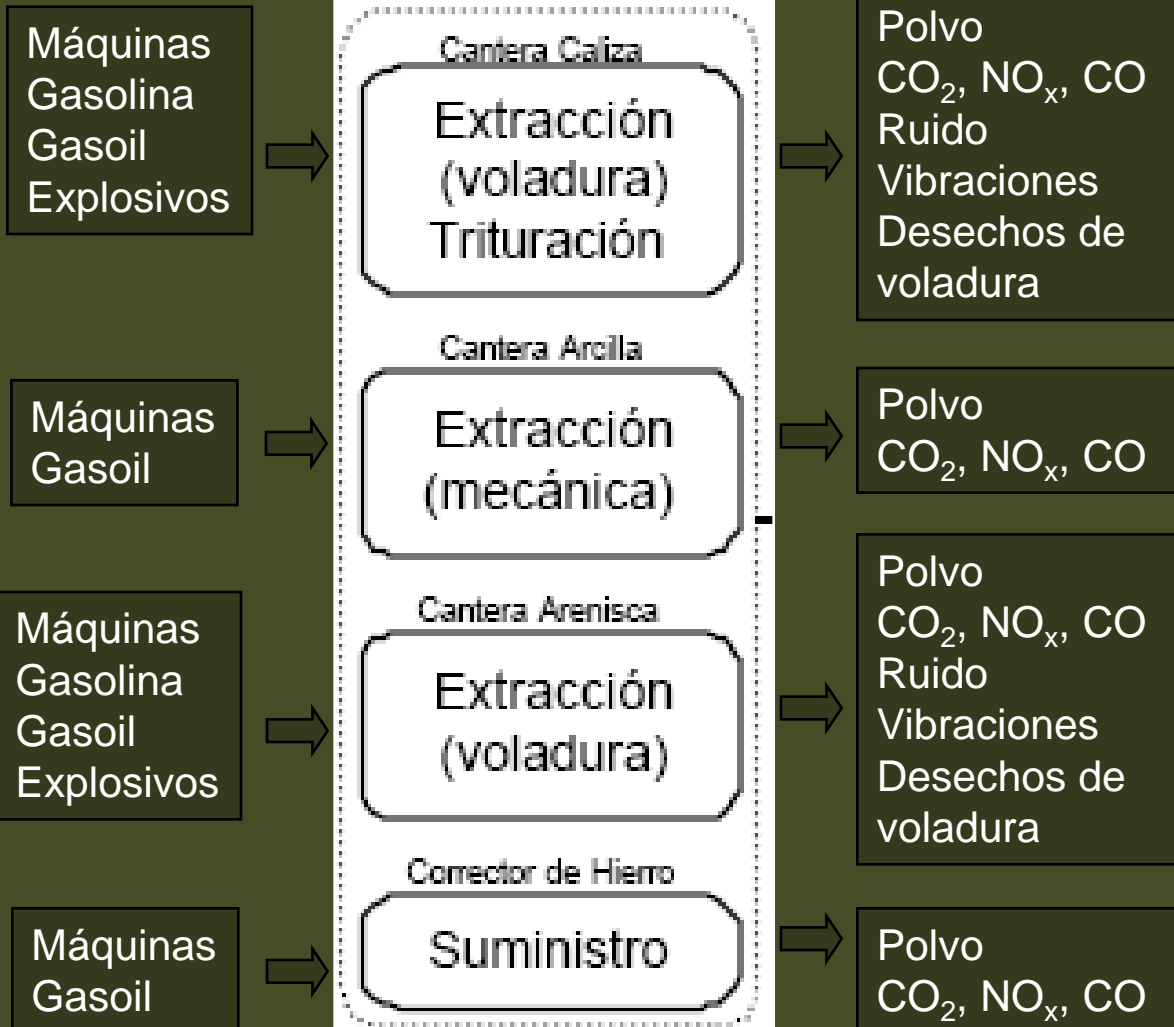 Máquinas
Gasolina
Gasoil
Explosivos
Cantera Caliza
Extracción
(voladura)
Trituración
Polvo
CO₂, NOₓ, CO
Ruido
Vibraciones
Desechos de
voladura
Máquinas
Gasoil
Cantera Arcilla
Extracción
(mecánica)
Polvo
CO₂, NOₓ, CO
Máquinas
Gasolina
Gasoil
Explosivos
Cantera Arenisca
Extracción
(voladura)
Polvo
CO₂, NOₓ, CO
Ruido
Vibraciones
Desechos de
voladura
Máquinas
Gasoil
Corrector de Hierro
Suministro
Polvo
CO₂, NOₓ, CO